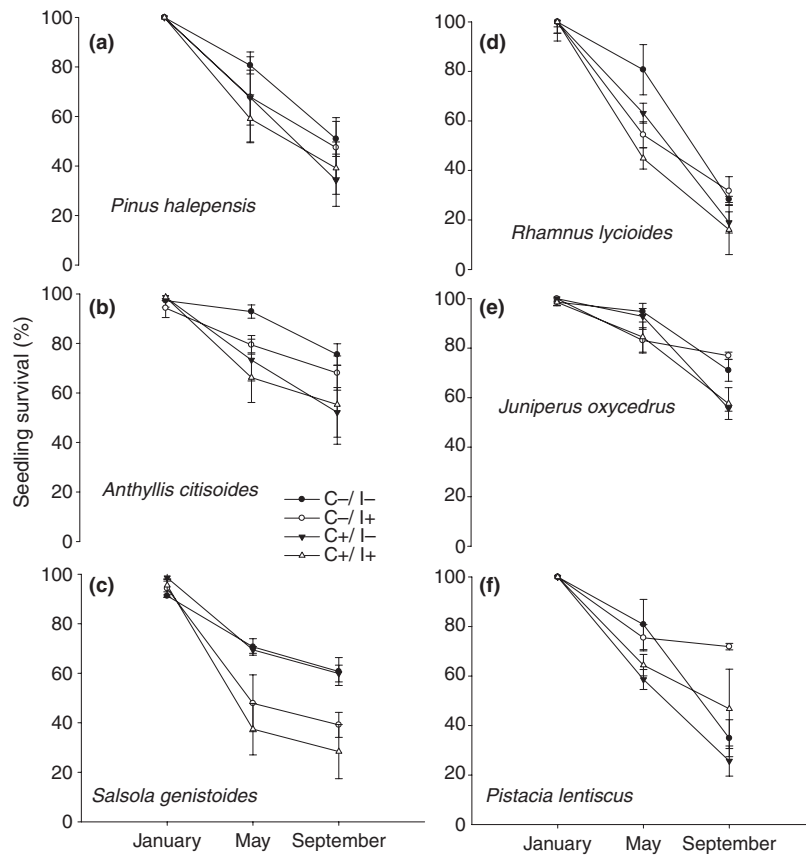 (a)
100
80
60
40
20
0
Pinus halepensis
(b)
100
80
60
40
20
0
Anthyllis citisoides
C–/ I–
C–/ I+
C+/ I–
C+/ I+
(c)
100
80
60
40
20
0
Salsola genistoides
January May September
Seedling survival (%)
(d)
100
80
60
40
20
0
Rhamnus lycioides
(e)
100
80
60
40
20
0
Juniperus oxycedrus
(f)
100
80
60
40
20
0
Pistacia lentiscus
January May September